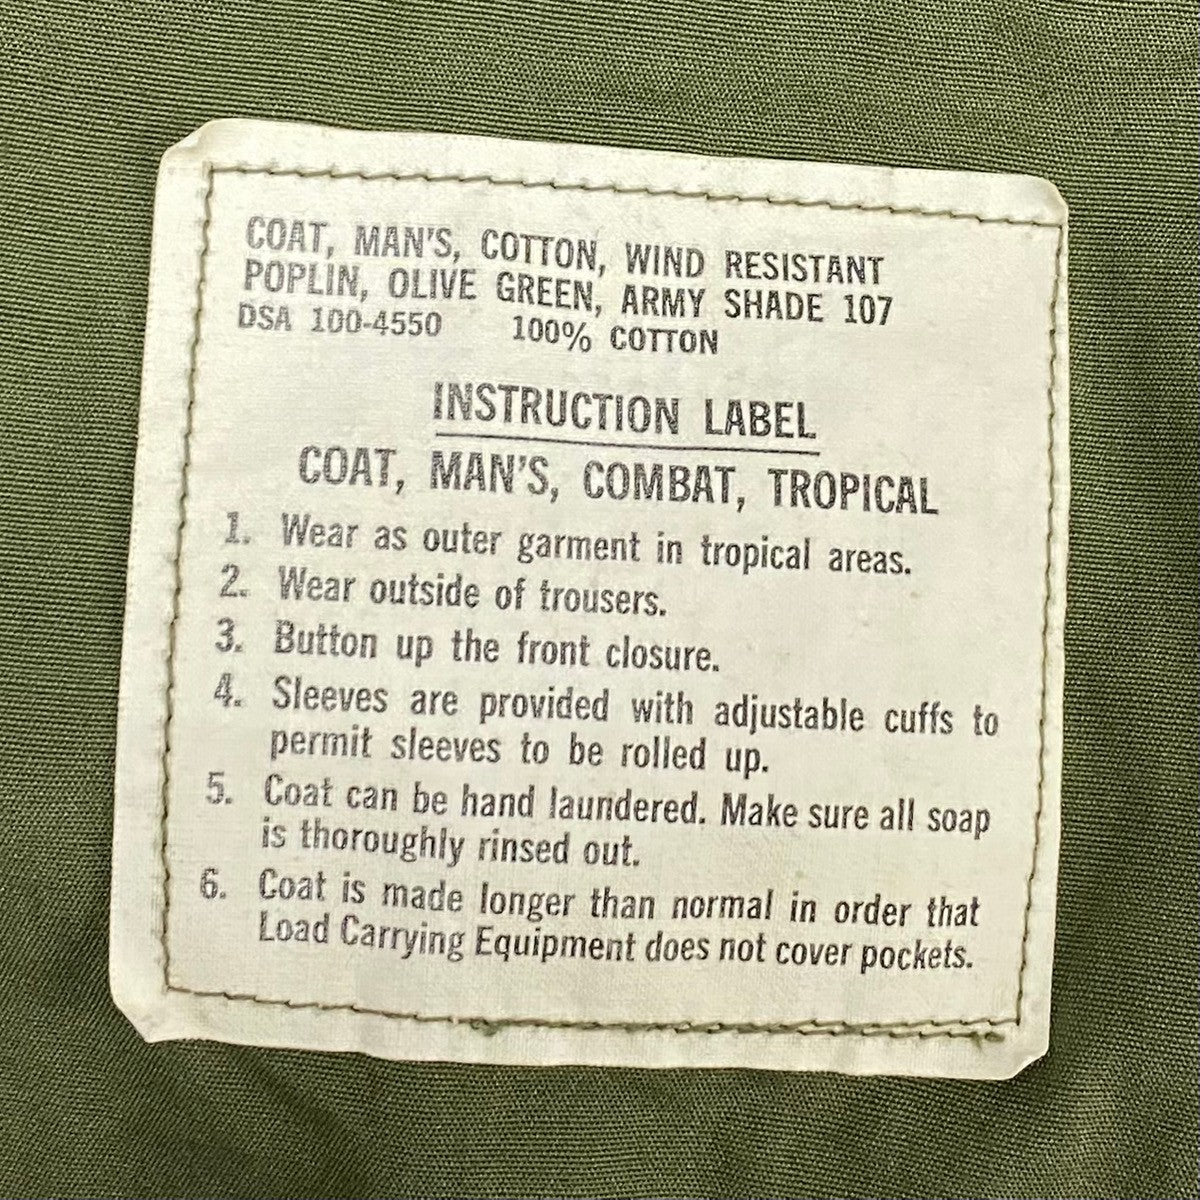 COAT, MAN'S, COTTON, WIND RESISTANT
POPLIN, OLIVE GREEN, ARMY SHADE 107
DSA 100-4550 100% COTTON
INSTRUCTION LABEL
COAT, MAN'S, COMBAT, TROPICAL
1. Wear as outer garment in tropical areas.
2. Wear outside of trousers.
3. Button up the front closure.
4. Sleeves are provided with adjustable cuffs to
permit sleeves to be rolled up.
5. Coat can be hand laundered. Make sure all soap
is thoroughly rinsed out.
6. Coat is made longer than normal in order that
Load Carrying Equipment does not cover pockets.